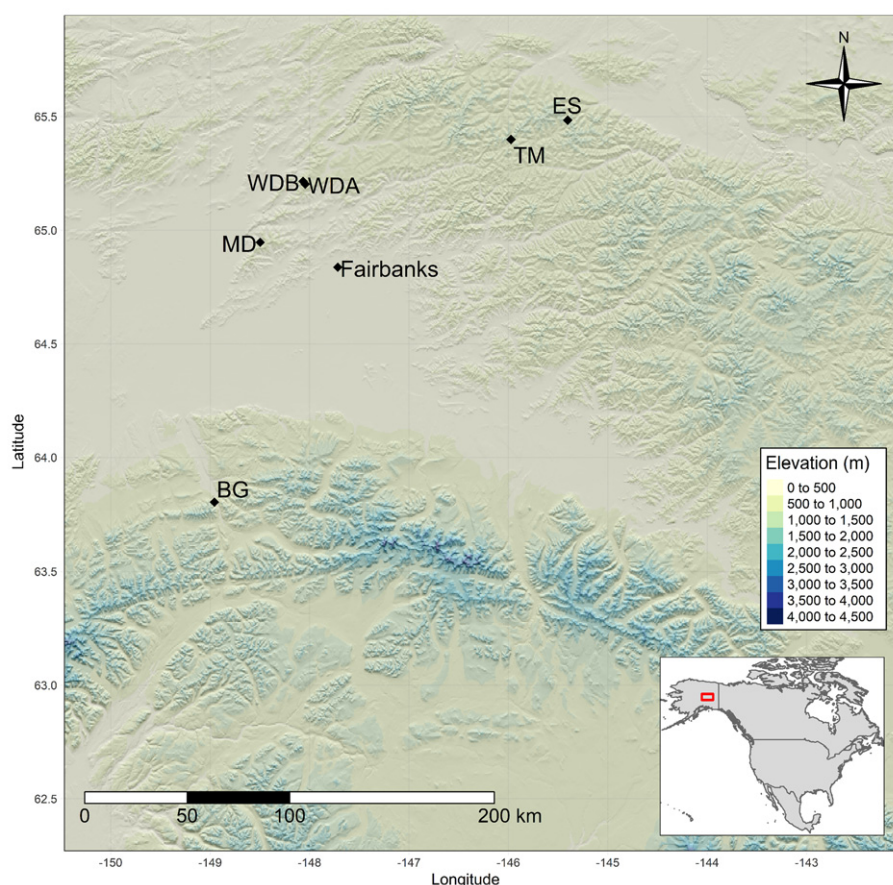 N
65.5
ES
TM
WDB
WDA
65.0
MD
Fairbanks
64.5
Latitude
64.0
Elevation (m)
0 to 500
500 to 1,000
1,000 to 1,500
1,500 to 2,000
2,000 to 2,500
2,500 to 3,000
3,000 to 3,500
3,500 to 4,000
4,000 to 4,500
BG
63.5
63.0
62.5
0 50 100 200 km
-150 -149 -148 -147 -146 -145 -144 -143
Longitude